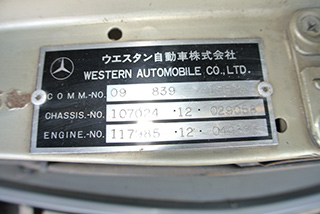 ウエスタン自動車株式会社
WESTERN AUTOMOBILE CO., LTD.
COMM.-NO. 09 839
CHASSIS.-NO. 107024 ·12·
ENGINE.-NO. 117985 ·12·